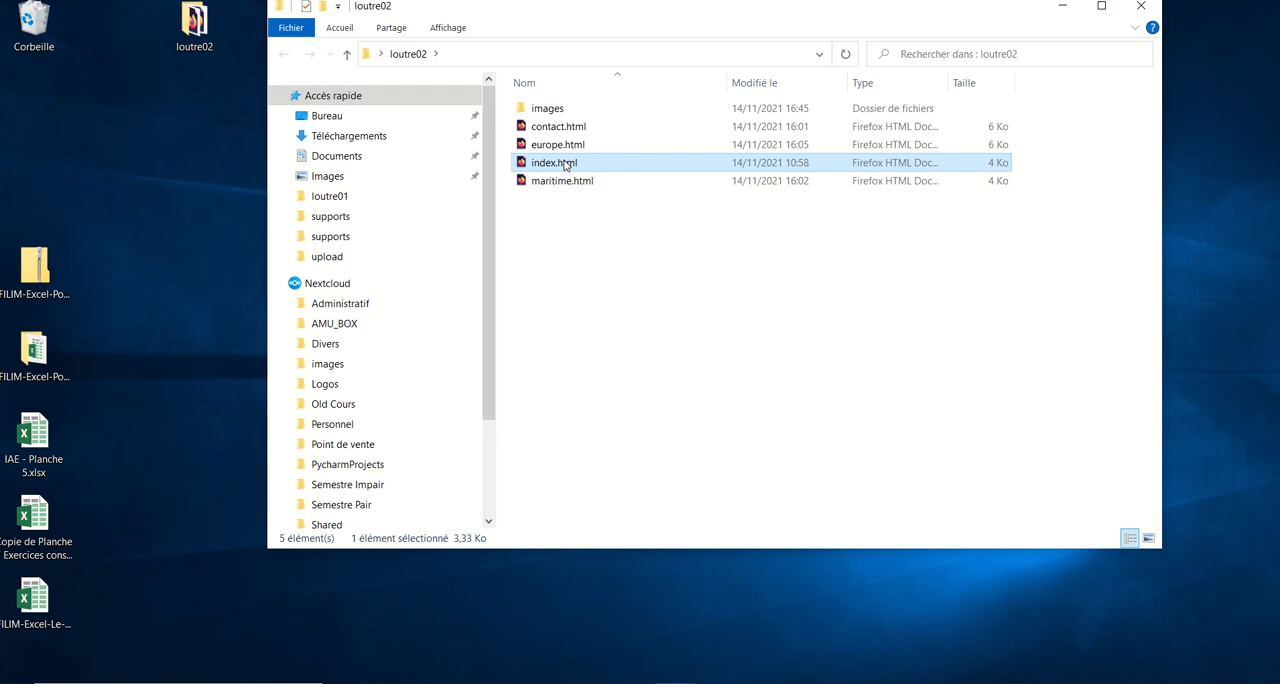 Corbeille
loutre02
FILIM-Excel-Po...
FILIM-Excel-Po...
IAE - Planche
5.xlsx
Copie de Planche
Exercices cons...
FILIM-Excel-Le-...
loutre02
Fichier Accueil Partage Affichage
loutre02
Rechercher dans : loutre02
Accès rapide
Bureau
Téléchargements
Documents
Images
loutre01
supports
supports
upload
Nextcloud
Administratif
AMU_BOX
Divers
images
Logos
Old Cours
Personnel
Point de vente
PycharmProjects
Semestre Impair
Semestre Pair
Shared
Nom Modifié le Type Taille
images 14/11/2021 16:45 Dossier de fichiers
contact.html 14/11/2021 16:01 Firefox HTML Doc... 6 Ko
europe.html 14/11/2021 16:05 Firefox HTML Doc... 6 Ko
index.html 14/11/2021 10:58 Firefox HTML Doc... 4 Ko
maritime.html 14/11/2021 16:02 Firefox HTML Doc... 4 Ko
5 élément(s) 1 élément sélectionné 3,33 Ko